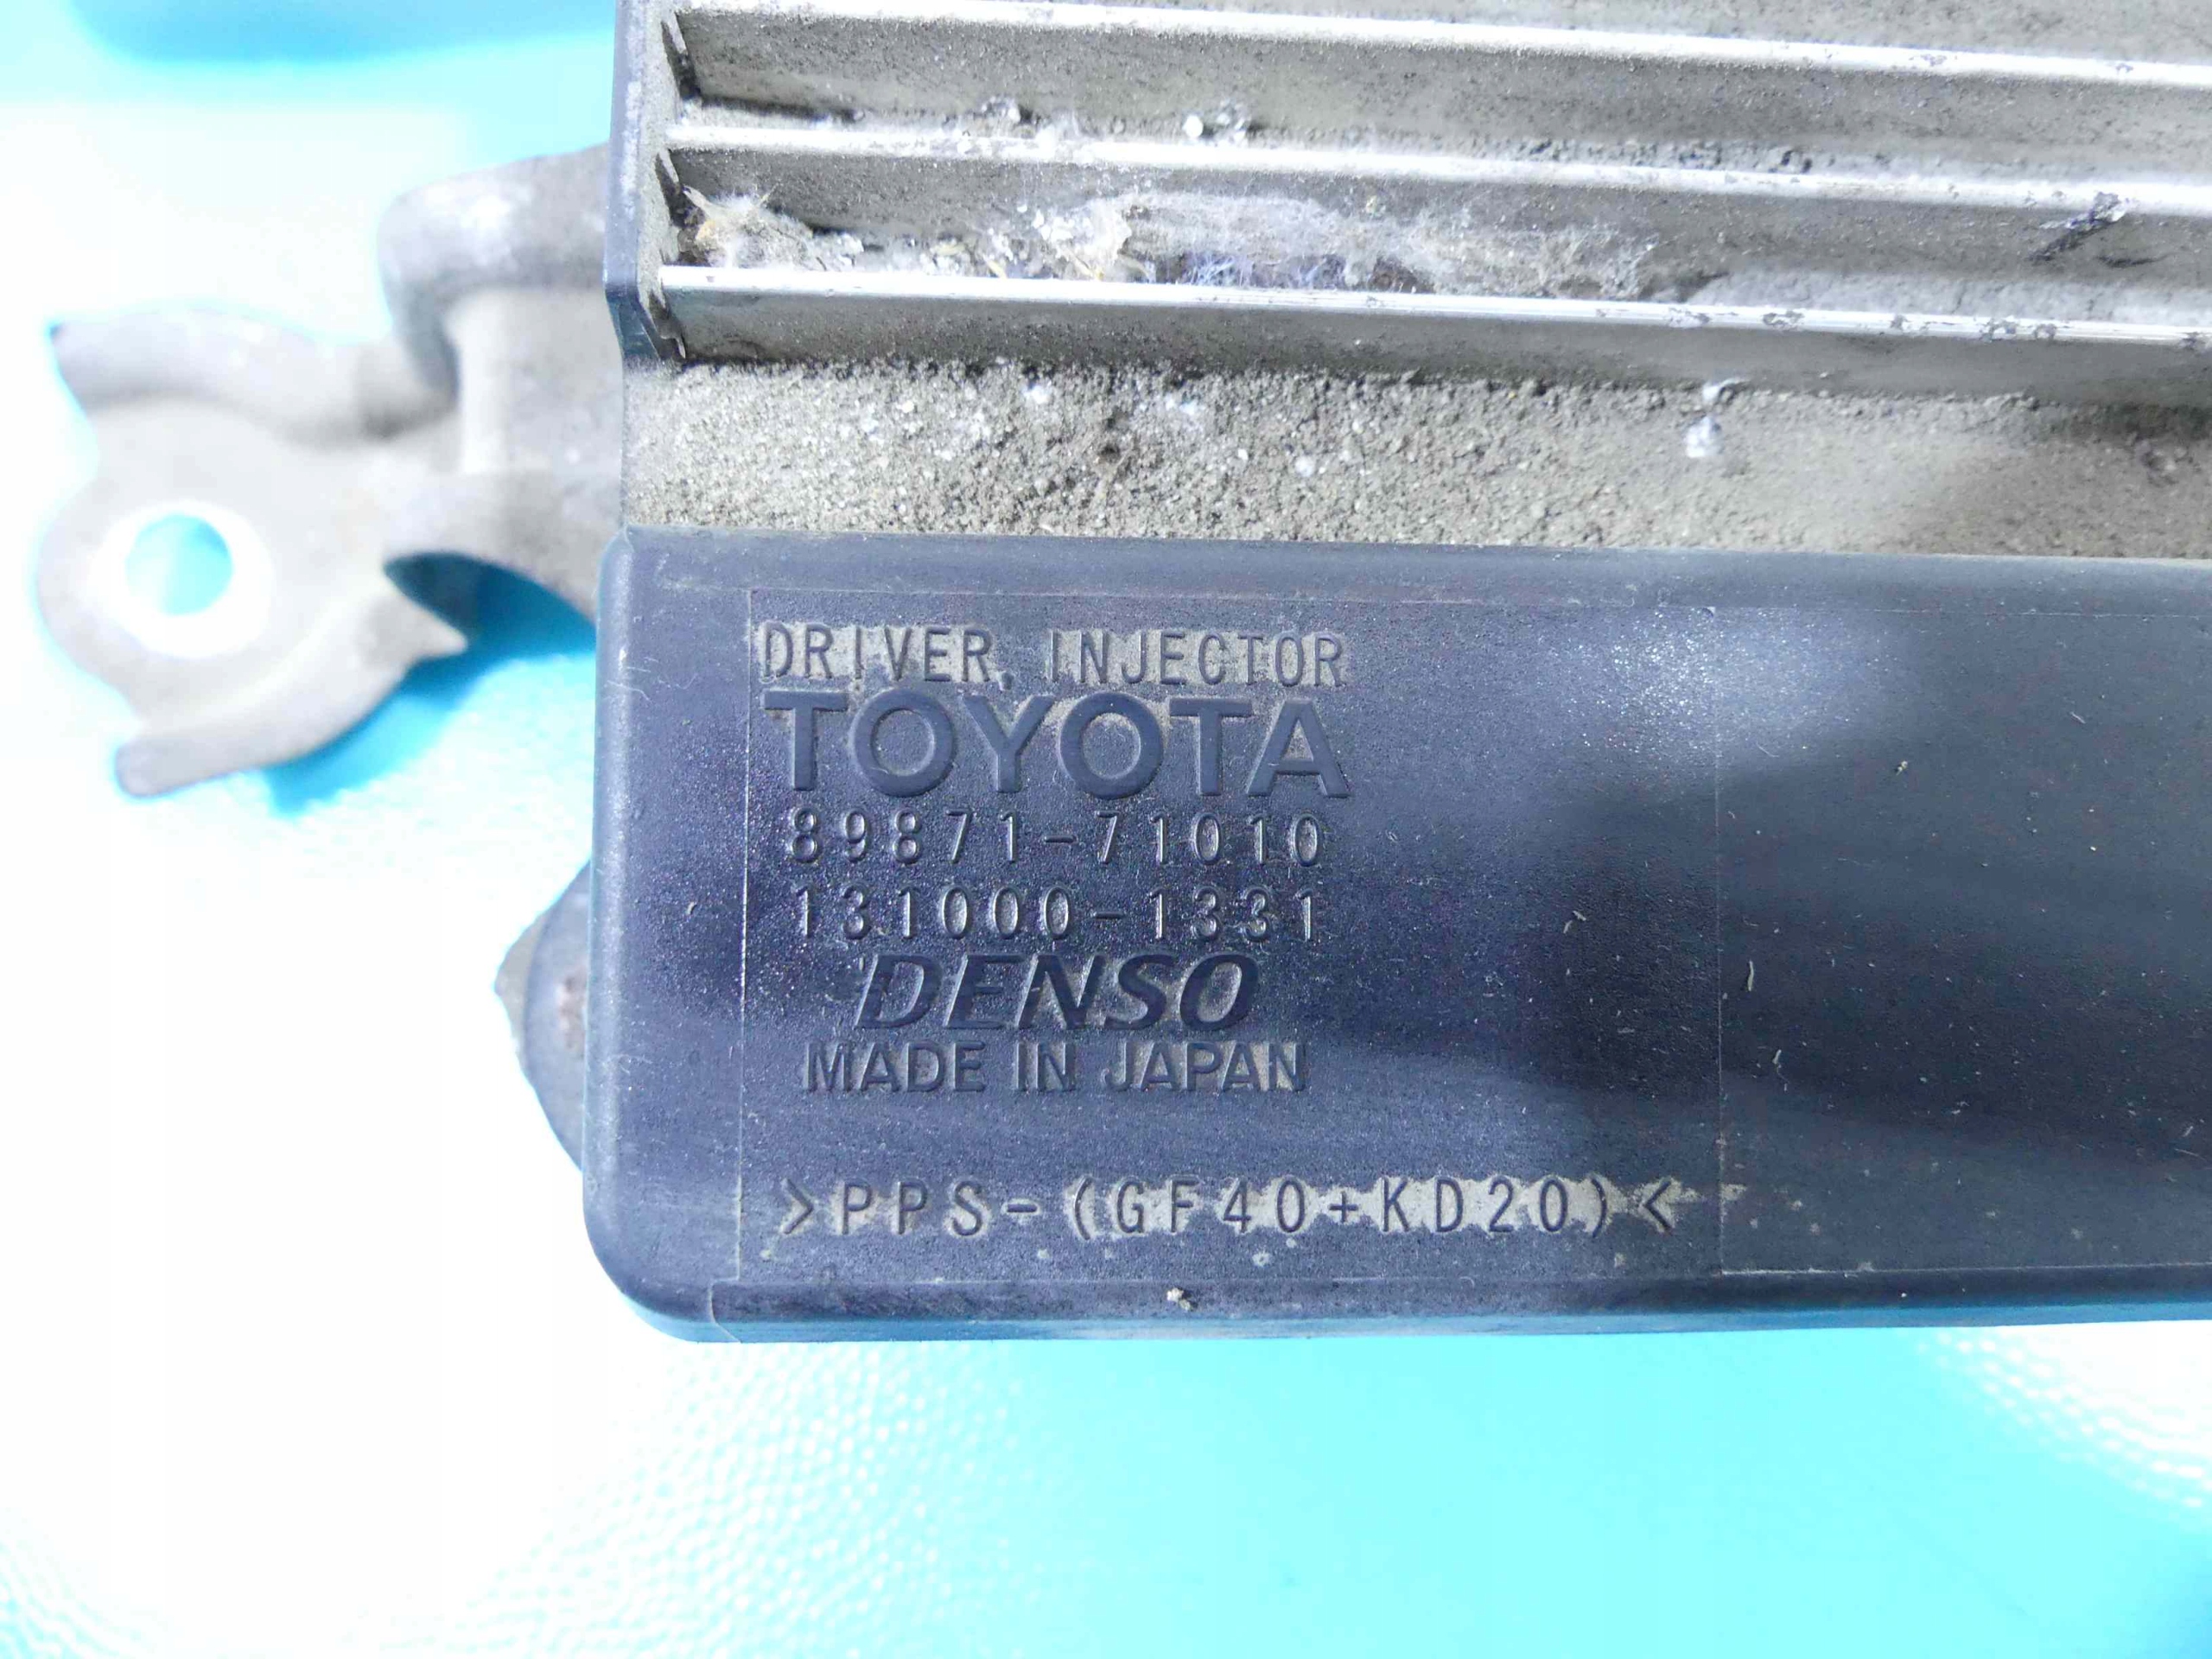 DRIVER, INJECTOR
TOYOTA
89871-71010
131000-1331
DENSO
MADE IN JAPAN
>PPS-(GF40+KD20)<